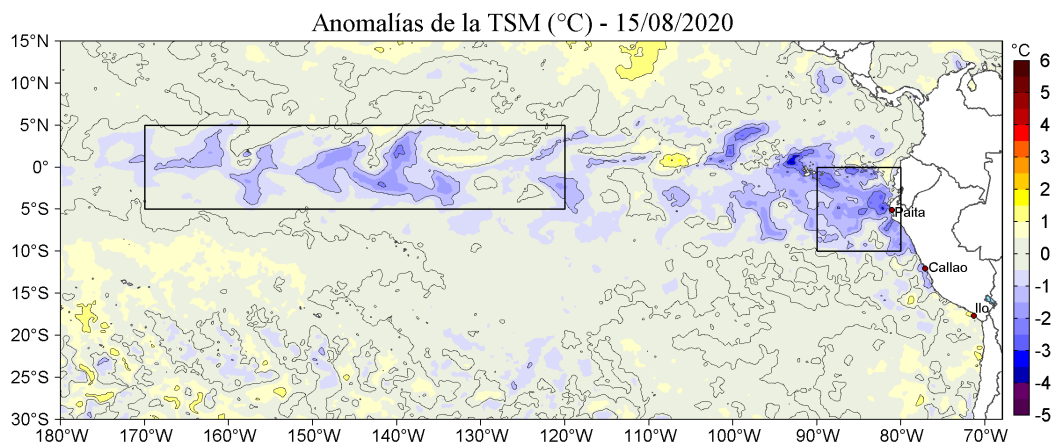 Anomalías de la TSM (°C) - 15/08/2020
15°N
10°N
5°N
0°
5°S
10°S
15°S
20°S
25°S
30°S
180°W
170°W
160°W
150°W
140°W
130°W
120°W
110°W
100°W
90°W
80°W
70°W
Paita
Callao
Ilo
°C
6
5
4
3
2
1
0
-1
-2
-3
-4
-5